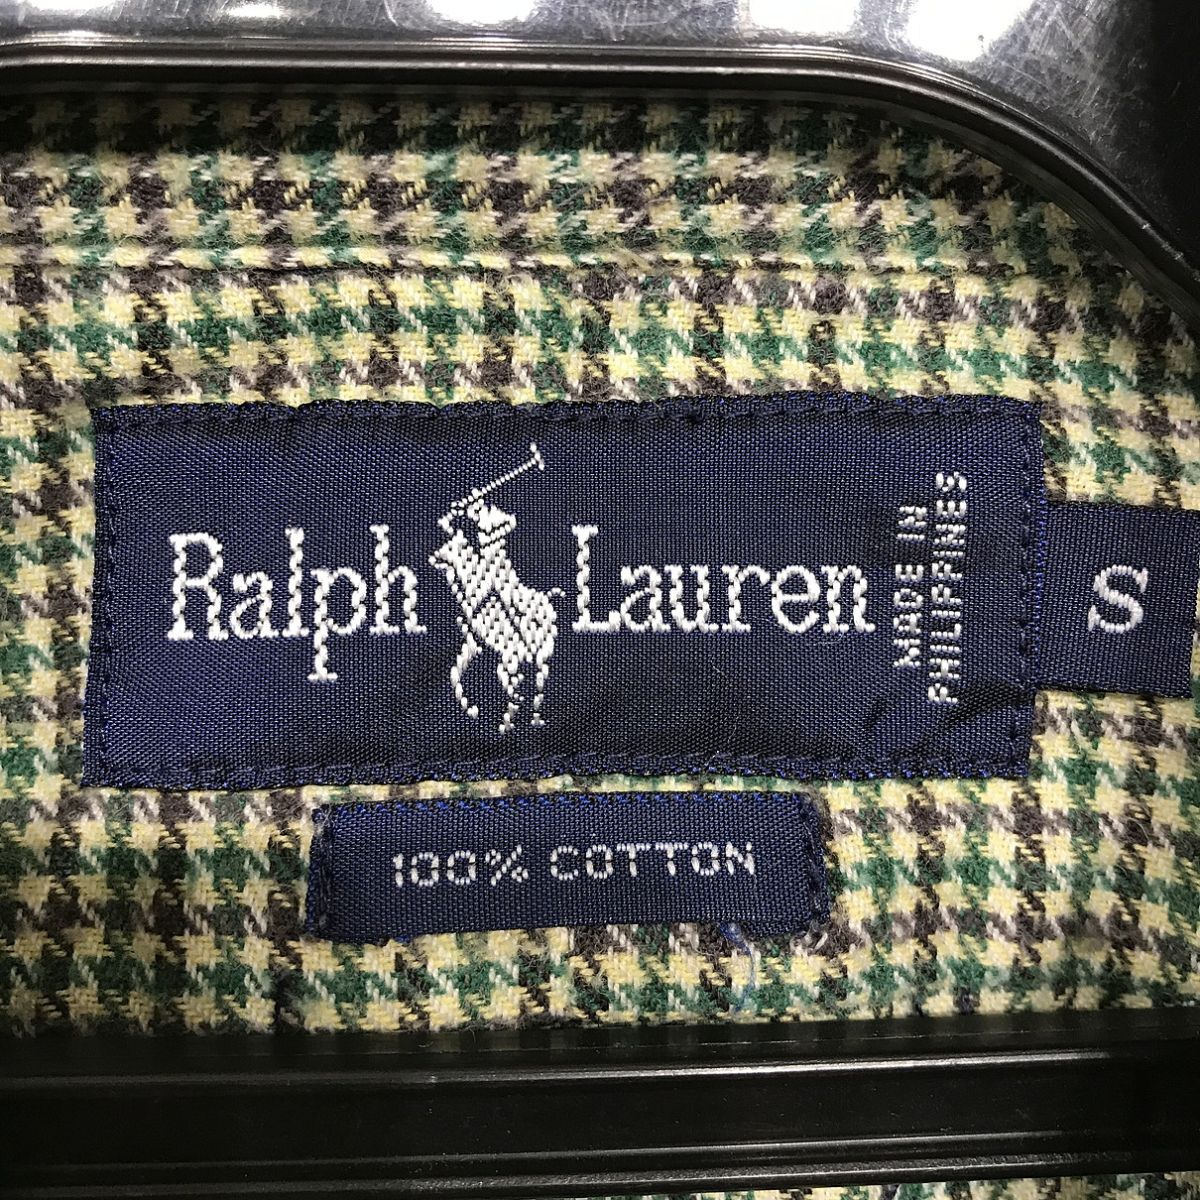 Ralph Lauren
MADE IN
PHILIPPINES
S
100% COTTON